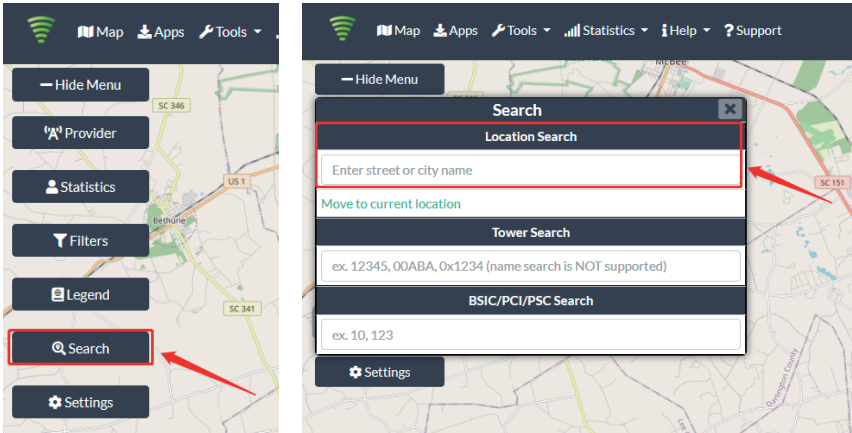 Map Apps Tools
Hide Menu
SC 346
Provider
Statistics
US 1
Bethune
Filters
Legend
SC 341
Search
Settings
Map Apps Tools Statistics Help Support
McBee
Hide Menu
Search
Location Search
Enter street or city name
SC 151
Move to current location
Tower Search
ex. 12345, 00ABA, 0x1234 (name search is NOT supported)
BSIC/PCI/PSC Search
ex. 10, 123
Settings
Darlington County